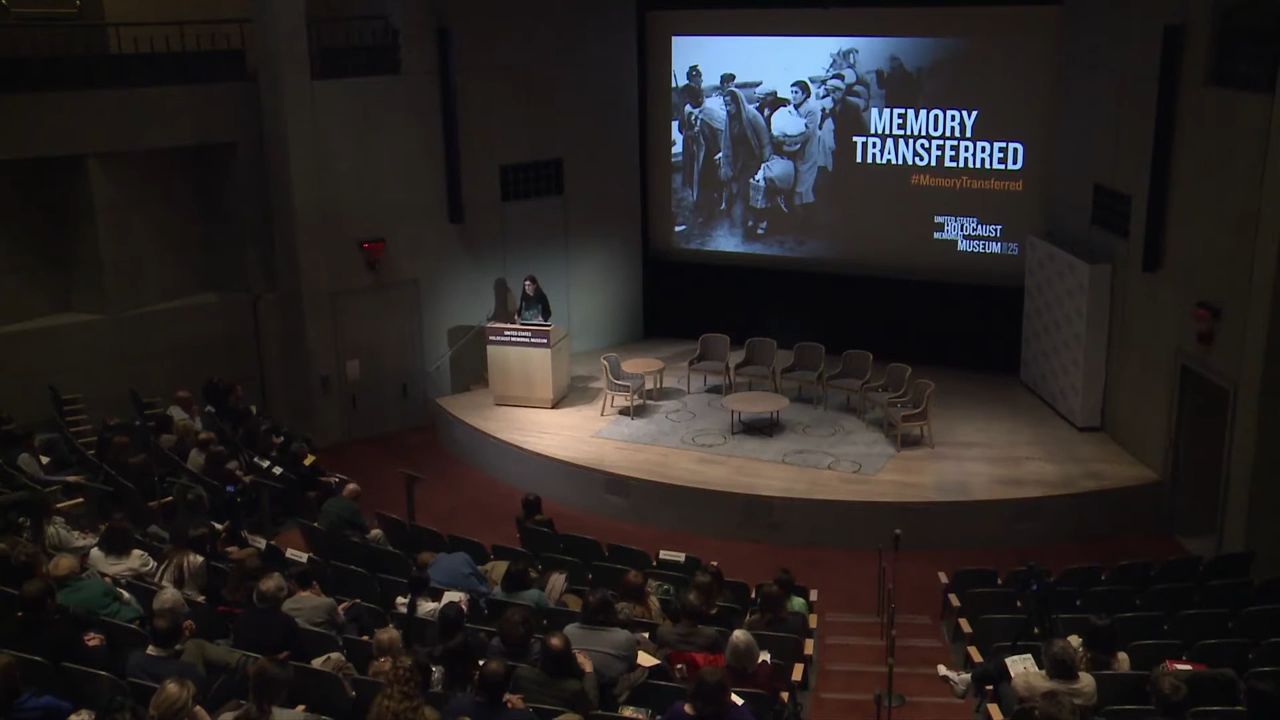 MEMORY
TRANSFERRED
#MemoryTransferred
UNITED STATES
HOLOCAUST
MEMORIAL
MUSEUM
25
UNITED STATES
HOLOCAUST MEMORIAL MUSEUM